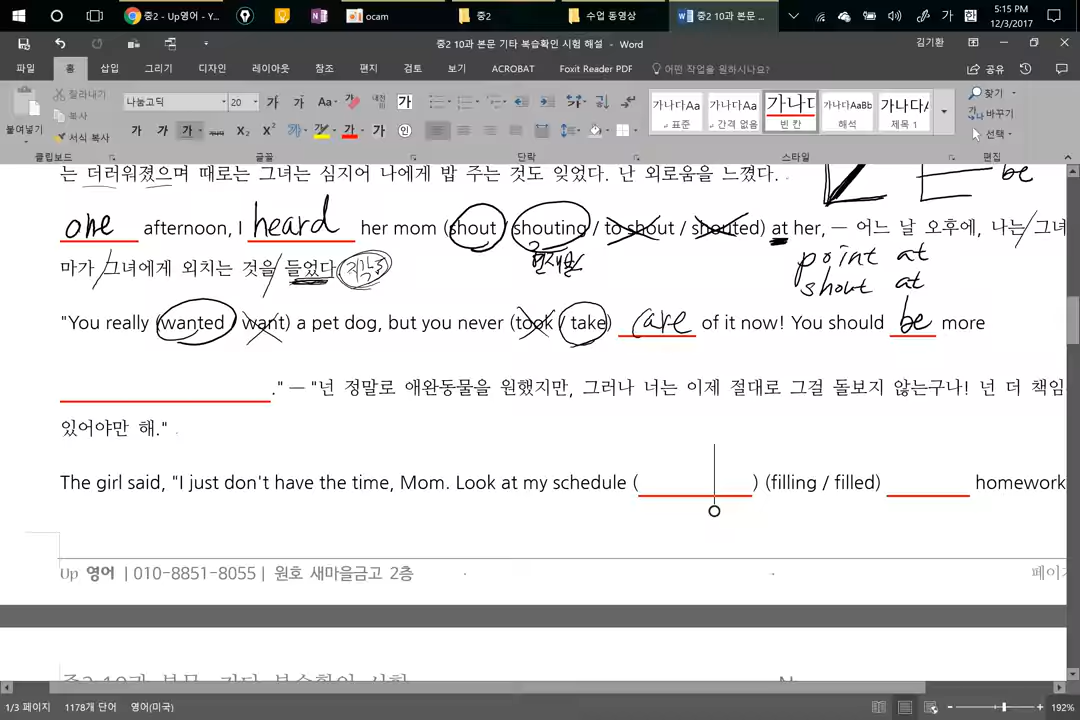 중2 - Up영어 - Y...
ocam
중2
수업 동영상
중2 10과 본문 ...
가
한
5:15 PM
12/3/2017
중2 10과 본문 기타 복습확인 시험 해설 - Word
김기환
파일 홈 삽입 그리기 디자인 레이아웃 참조 편지 검토 보기 ACROBAT Foxit Reader PDF 어떤 작업을 원하시나요? 공유
붙여넣기
잘라내기
복사
서식 복사
나눔고딕 20
가나다Aa 표준
가나다Aa 간격 없음
가나다 빈 칸
가나다AaBb 해석
가나다 제목 1
찾기
바꾸기
선택
클립보드 글꼴 단락 스타일 편집
는 더러워졌으며 때로는 그녀는 심지어 나에게 밥 주는 것도 잊었다. 난 외로움을 느꼈다. be
one afternoon, I heard her mom (shout / shouting / to shout / shouted) at her, — 어느 날 오후에, 나는 그녀
마가 그녀에게 외치는 것을 들었다. 지각동
point at
shout at
"You really (wanted / want) a pet dog, but you never (took / take) care of it now! You should be more
." — "넌 정말로 애완동물을 원했지만, 그러나 너는 이제 절대로 그걸 돌보지 않는구나! 넌 더 책임
있어야만 해."
The girl said, "I just don't have the time, Mom. Look at my schedule ( ) (filling / filled) homework
Up 영어 | 010-8851-8055 | 원호 새마을금고 2층
페이지
1/3 페이지 1178개 단어 영어(미국) 192%